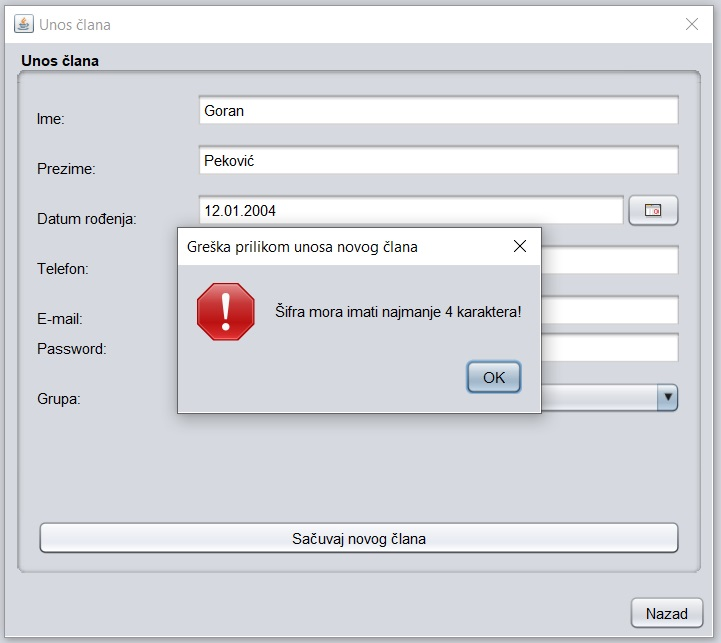 Unos člana
Unos člana
Ime:
Goran
Prezime:
Peković
Datum rođenja:
12.01.2004
Greška prilikom unosa novog člana
Telefon:
Šifra mora imati najmanje 4 karaktera!
E-mail:
Password:
OK
Grupa:
Sačuvaj novog člana
Nazad